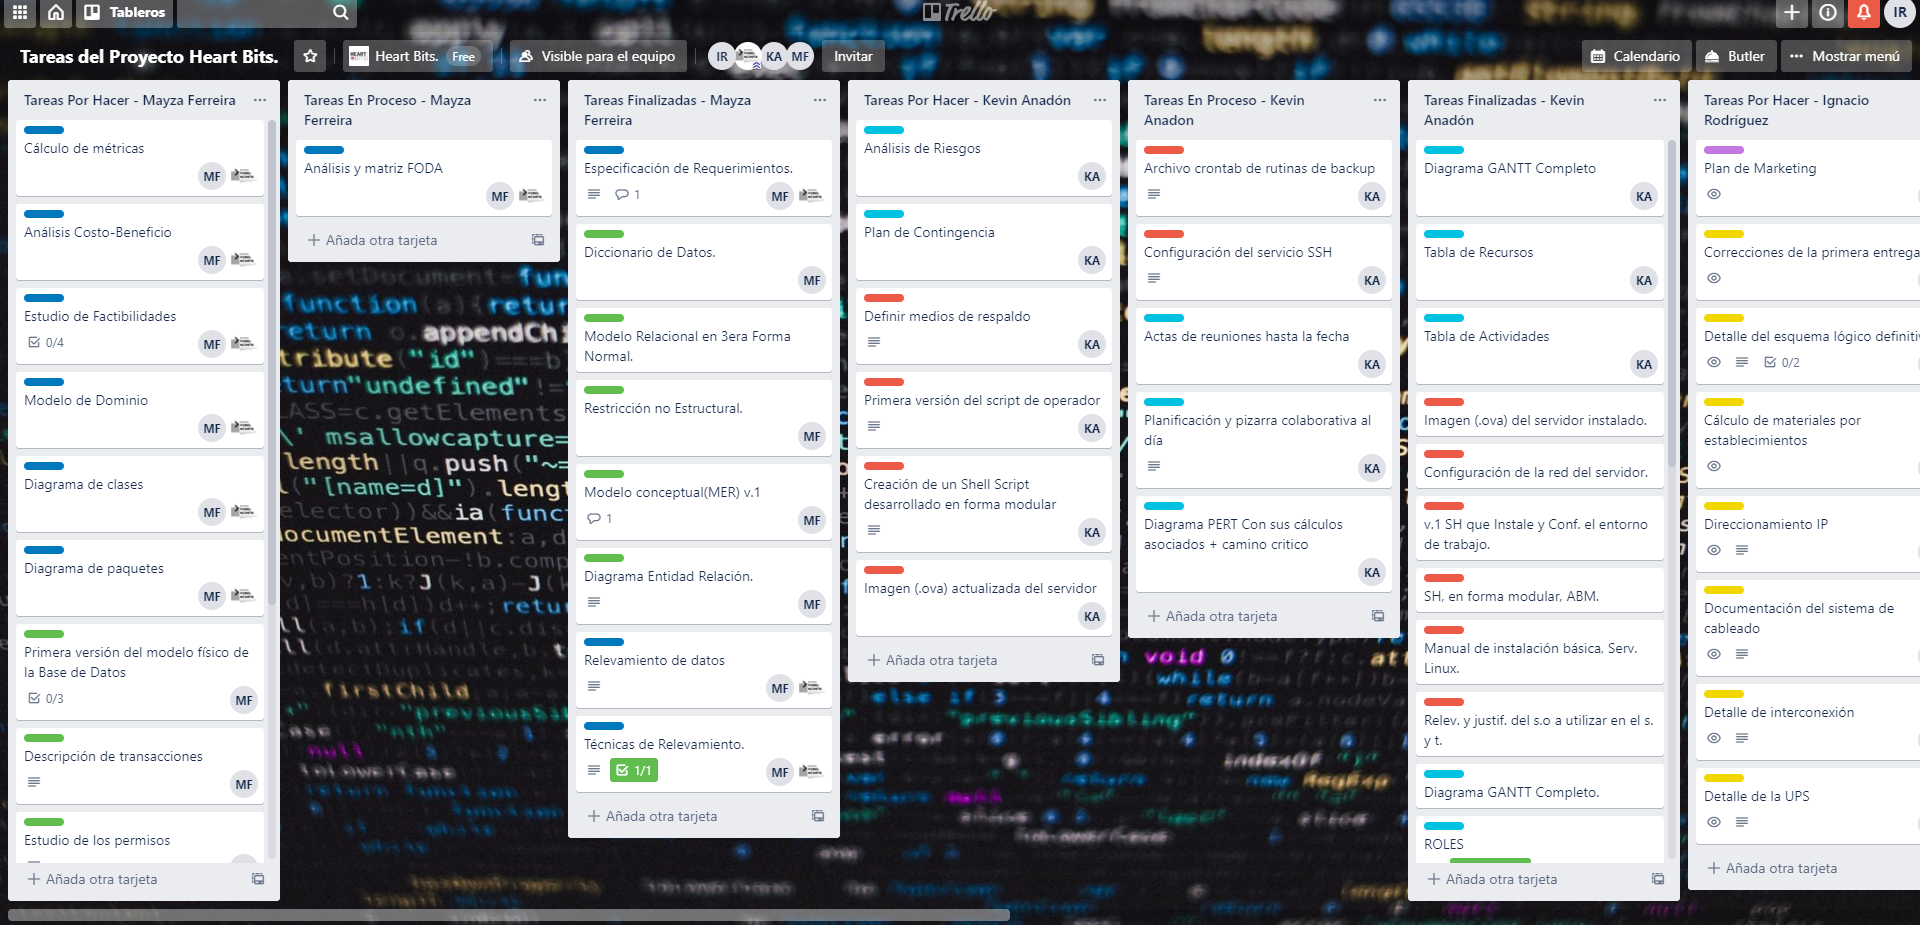 Tableros
Trello
IR
Tareas del Proyecto Heart Bits.
HEART
Heart Bits.
Free
Visible para el equipo
IR
KA
MF
Invitar
Calendario
Butler
Mostrar menú
Tareas Por Hacer - Mayza Ferreira
Cálculo de métricas
MF
Análisis Costo-Beneficio
MF
Estudio de Factibilidades
0/4
MF
Modelo de Dominio
MF
Diagrama de clases
MF
Diagrama de paquetes
MF
Primera versión del modelo físico de
la Base de Datos
0/3
MF
Descripción de transacciones
MF
Estudio de los permisos
Añada otra tarjeta
Tareas En Proceso - Mayza
Ferreira
Análisis y matriz FODA
MF
Añada otra tarjeta
Tareas Finalizadas - Mayza
Ferreira
Especificación de Requerimientos.
1
MF
Diccionario de Datos.
MF
Modelo Relacional en 3era Forma
Normal.
Restricción no Estructural.
MF
Modelo conceptual(MER) v.1
1
MF
Diagrama Entidad Relación.
MF
Relevamiento de datos
MF
Técnicas de Relevamiento.
1/1
MF
Añada otra tarjeta
Tareas Por Hacer - Kevin Anadón
Análisis de Riesgos
KA
Plan de Contingencia
KA
Definir medios de respaldo
KA
Primera versión del script de operador
KA
Creación de un Shell Script
desarrollado en forma modular
KA
Imagen (.ova) actualizada del servidor
KA
Añada otra tarjeta
Tareas En Proceso - Kevin
Anadon
Archivo crontab de rutinas de backup
KA
Configuración del servicio SSH
KA
Actas de reuniones hasta la fecha
KA
Planificación y pizarra colaborativa al
día
KA
Diagrama PERT Con sus cálculos
asociados + camino critico
KA
Añada otra tarjeta
Tareas Finalizadas - Kevin
Anadón
Diagrama GANTT Completo
KA
Tabla de Recursos
KA
Tabla de Actividades
KA
Imagen (.ova) del servidor instalado.
Configuración de la red del servidor.
v.1 SH que Instale y Conf. el entorno
de trabajo.
SH, en forma modular, ABM.
Manual de instalación básica, Serv.
Linux.
Relev. y justif. del s.o a utilizar en el s.
y t.
Diagrama GANTT Completo.
ROLES
Añada otra tarjeta
Tareas Por Hacer - Ignacio
Rodríguez
Plan de Marketing
Correcciones de la primera entrega
Detalle del esquema lógico definiti
0/2
Cálculo de materiales por
establecimientos
Direccionamiento IP
Documentación del sistema de
cableado
Detalle de interconexión
Detalle de la UPS
Añada otra tarjeta